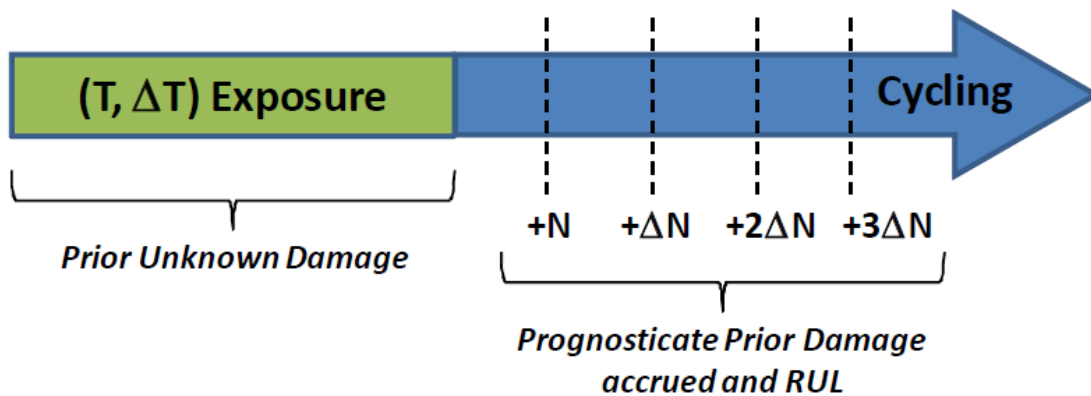 (T, ΔT) Exposure
Cycling
+N
+ΔN
+2ΔN
+3ΔN
Prior Unknown Damage
Prognosticate Prior Damage
accrued and RUL